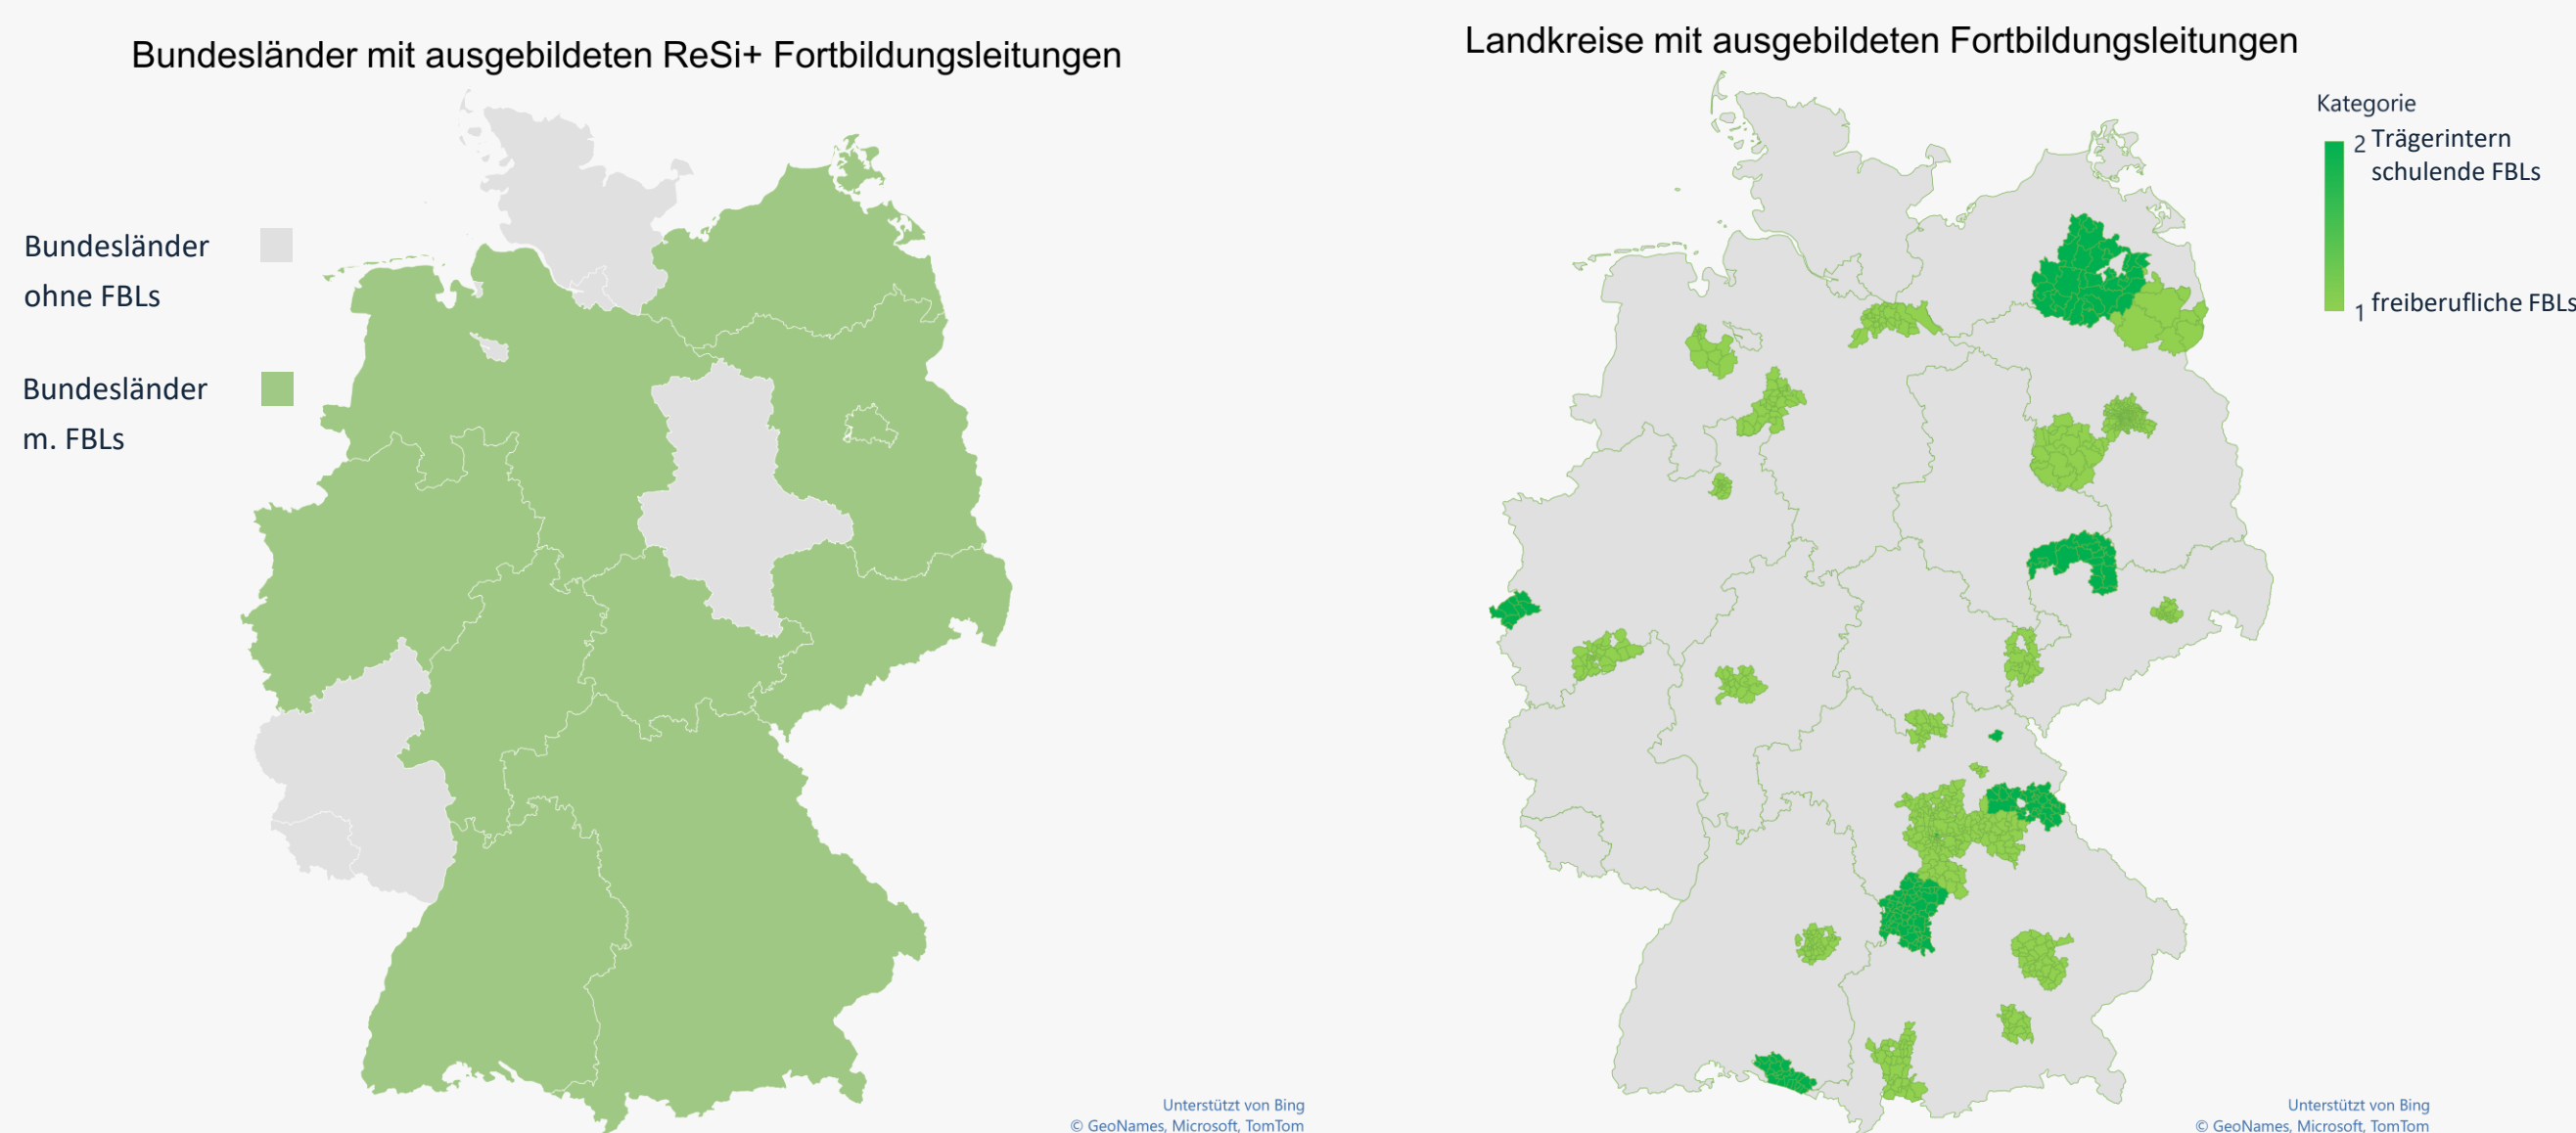 Bundesländer mit ausgebildeten ReSi+ Fortbildungsleitungen
Bundesländer
ohne FBLs
Bundesländer
m. FBLs
Unterstützt von Bing
© GeoNames, Microsoft, TomTom
Landkreise mit ausgebildeten Fortbildungsleitungen
Kategorie
2 Trägerintern
schulende FBLs
1 freiberufliche FBLs
Unterstützt von Bing
© GeoNames, Microsoft, TomTom